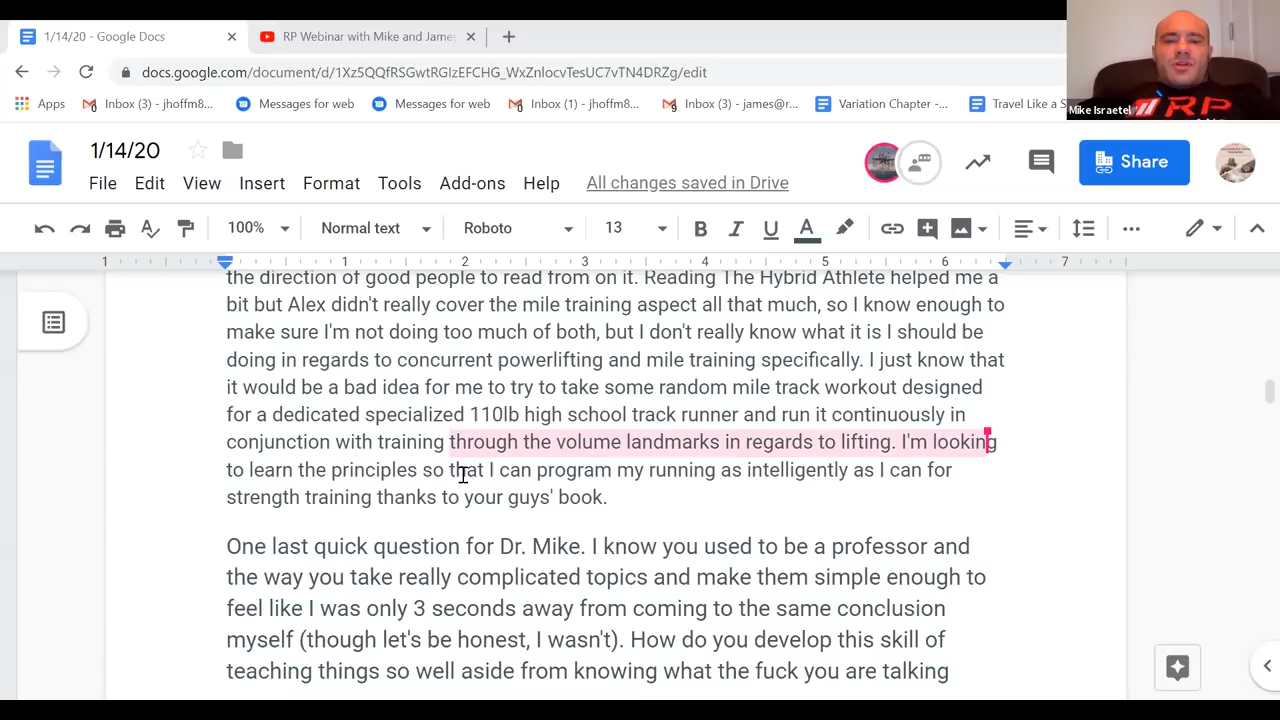 1/14/20 - Google Docs
RP Webinar with Mike and James
docs.google.com/document/d/1Xz5QQfRSGwtRGIzEFCHG_WxZnlocvTesUC7vTN4DRZg/edit
Apps
Inbox (3) - jhoffm8...
Messages for web
Messages for web
Inbox (1) - jhoffm8...
Inbox (3) - james@r...
Variation Chapter -...
Travel Like a S
Mike Israetel
RP
1/14/20
File Edit View Insert Format Tools Add-ons Help All changes saved in Drive
Share
100% Normal text Roboto 13 B I U A
1 1 2 3 4 5 6 7
the direction of good people to read from on it. Reading The Hybrid Athlete helped me a
bit but Alex didn't really cover the mile training aspect all that much, so I know enough to
make sure I'm not doing too much of both, but I don't really know what it is I should be
doing in regards to concurrent powerlifting and mile training specifically. I just know that
it would be a bad idea for me to try to take some random mile track workout designed
for a dedicated specialized 110lb high school track runner and run it continuously in
conjunction with training through the volume landmarks in regards to lifting. I'm looking
to learn the principles so that I can program my running as intelligently as I can for
strength training thanks to your guys' book.
One last quick question for Dr. Mike. I know you used to be a professor and
the way you take really complicated topics and make them simple enough to
feel like I was only 3 seconds away from coming to the same conclusion
myself (though let's be honest, I wasn't). How do you develop this skill of
teaching things so well aside from knowing what the fuck you are talking